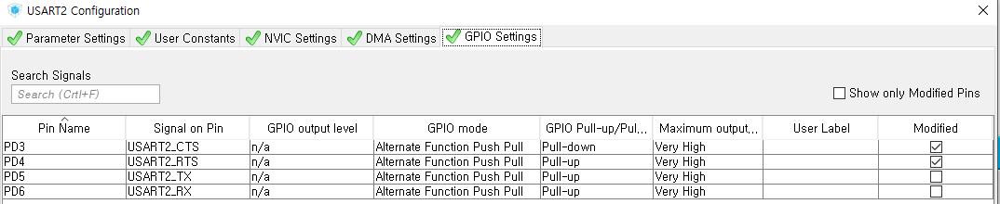 USART2 Configuration
Parameter Settings User Constants NVIC Settings DMA Settings GPIO Settings
Search Signals
Search (Crtl+F)
Show only Modified Pins
Pin Name Signal on Pin GPIO output level GPIO mode GPIO Pull-up/Pul,,, Maximum output,,, User Label Modified
PD3 USART2_CTS n/a Alternate Function Push Pull Pull-down Very High
PD4 USART2_RTS n/a Alternate Function Push Pull Pull-up Very High
PD5 USART2_TX n/a Alternate Function Push Pull Pull-up Very High
PD6 USART2_RX n/a Alternate Function Push Pull Pull-up Very High